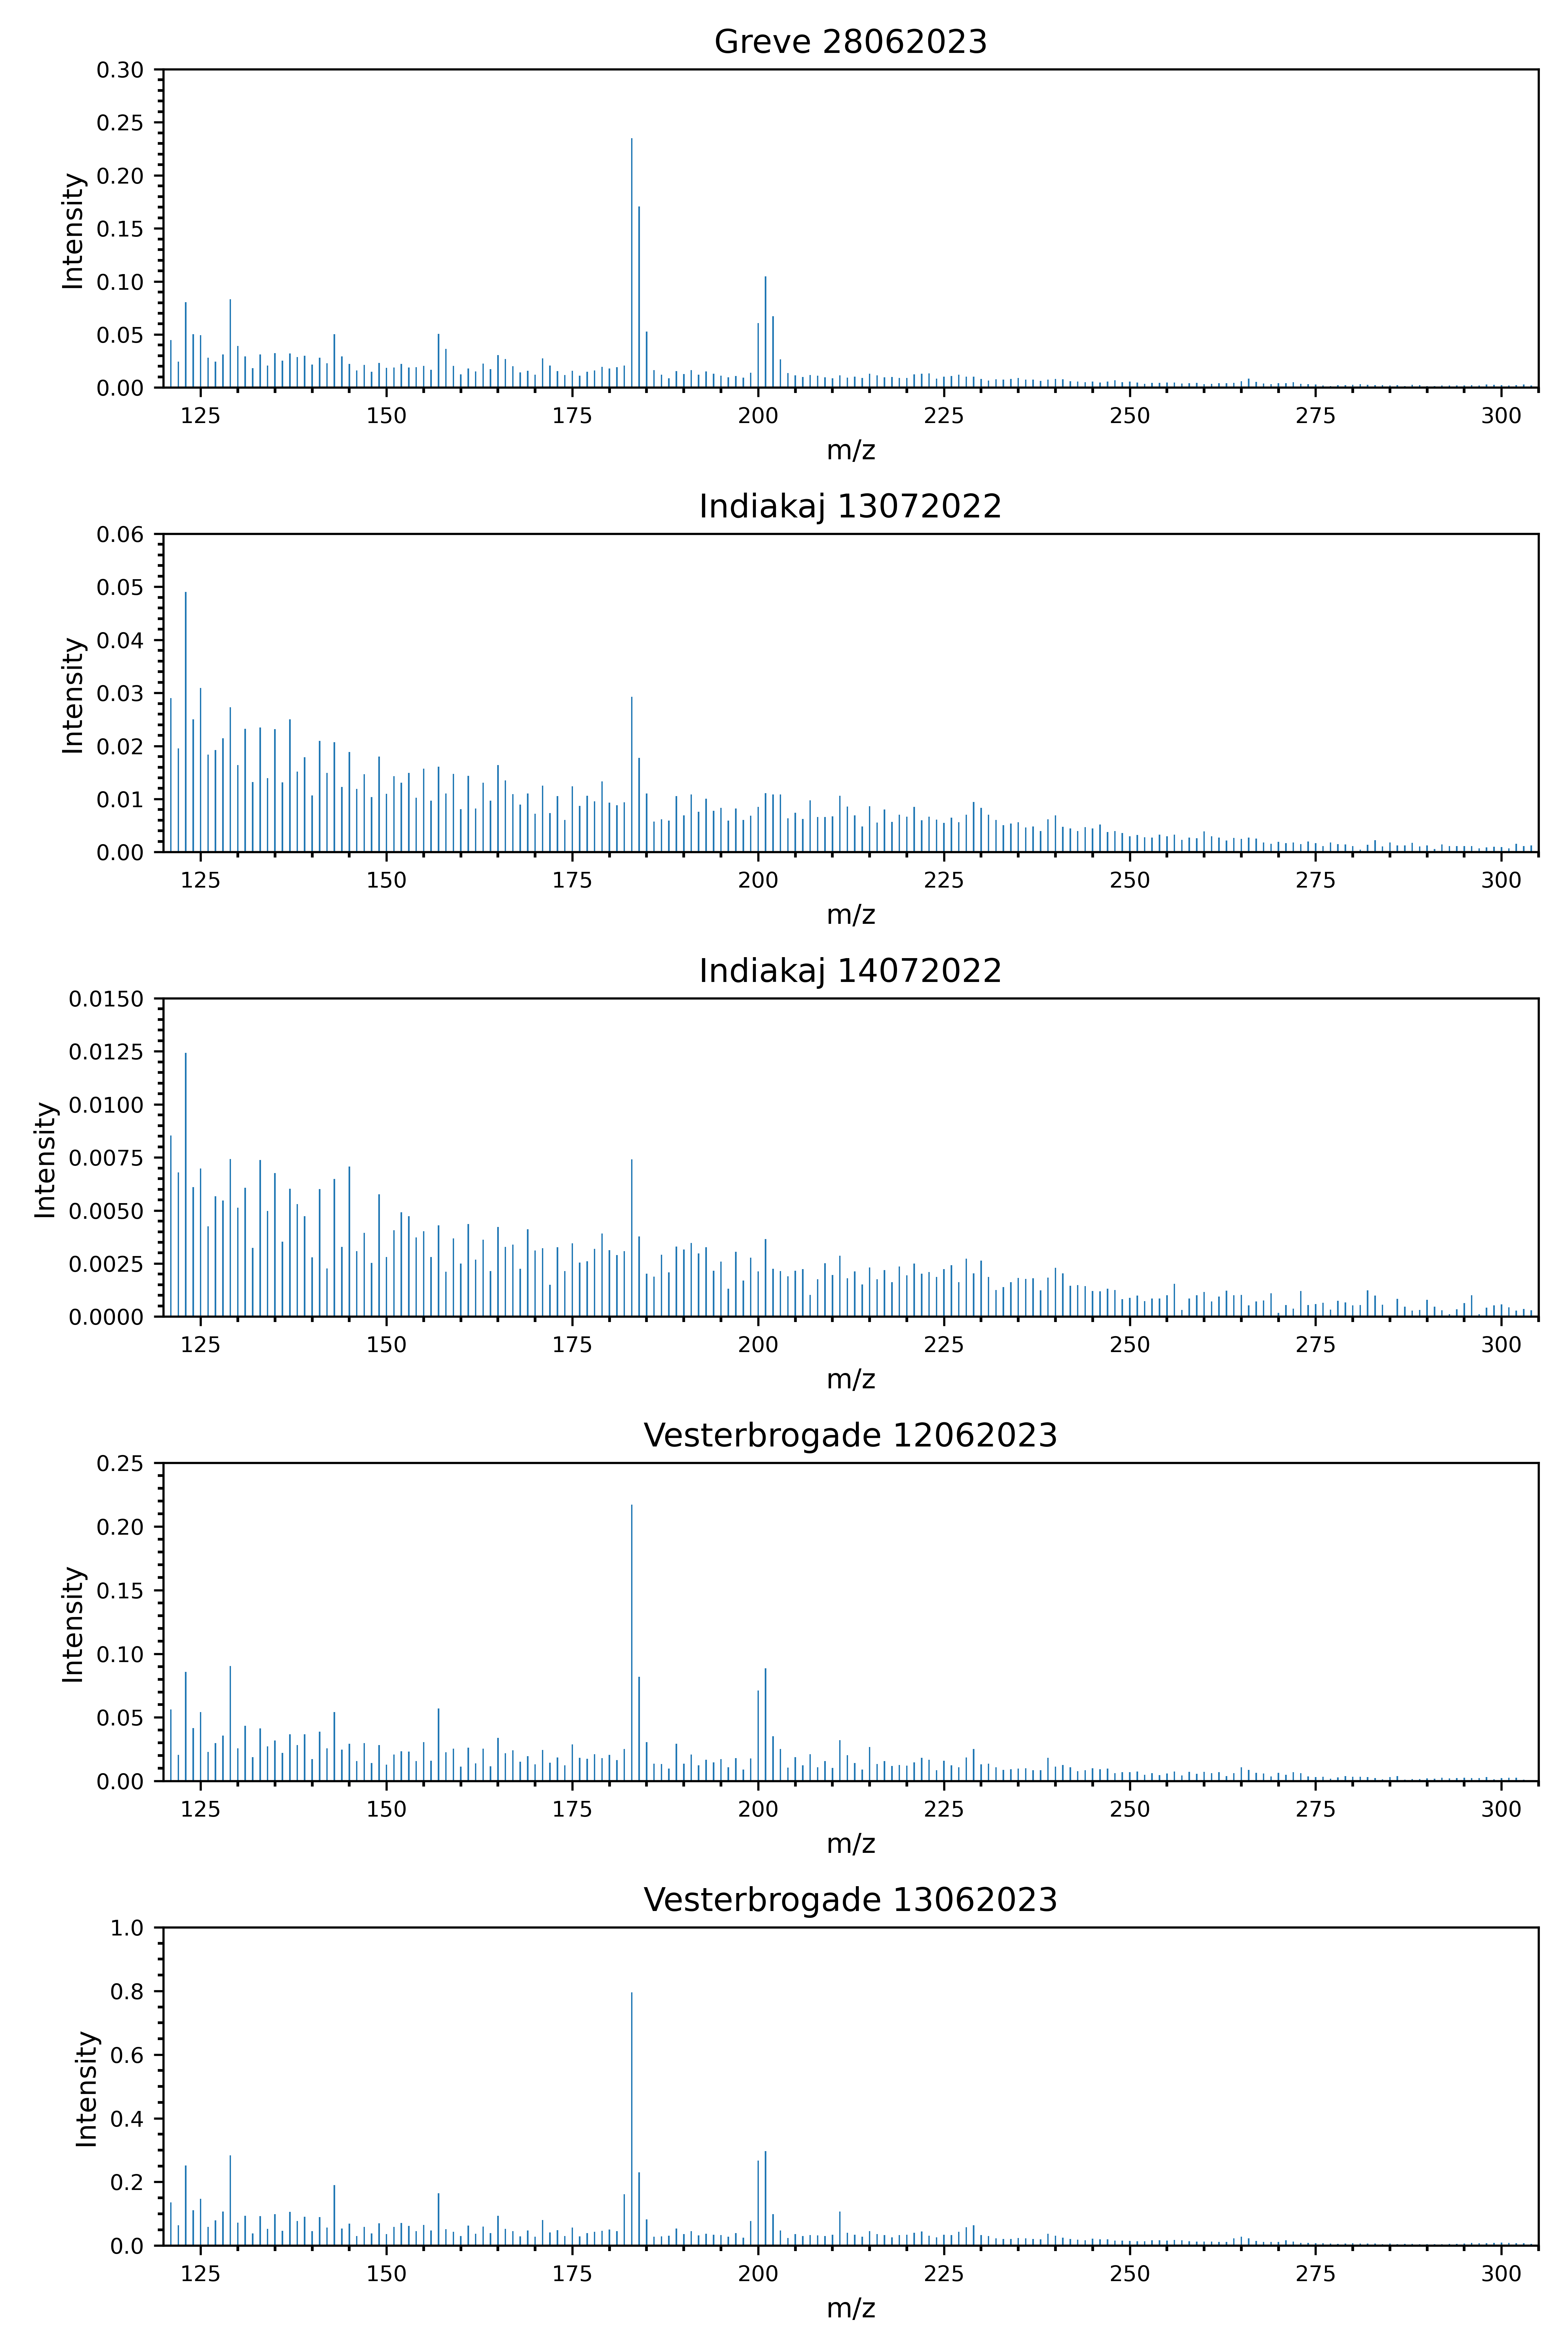 Greve 28062023
0.30
0.25
0.20
0.15
0.10
0.05
0.00
Intensity
125 150 175 200 225 250 275 300
m/z
Indiakaj 13072022
0.06
0.05
0.04
0.03
0.02
0.01
0.00
Intensity
125 150 175 200 225 250 275 300
m/z
Indiakaj 14072022
0.0150
0.0125
0.0100
0.0075
0.0050
0.0025
0.0000
Intensity
125 150 175 200 225 250 275 300
m/z
Vesterbrogade 12062023
0.25
0.20
0.15
0.10
0.05
0.00
Intensity
125 150 175 200 225 250 275 300
m/z
Vesterbrogade 13062023
1.0
0.8
0.6
0.4
0.2
0.0
Intensity
125 150 175 200 225 250 275 300
m/z